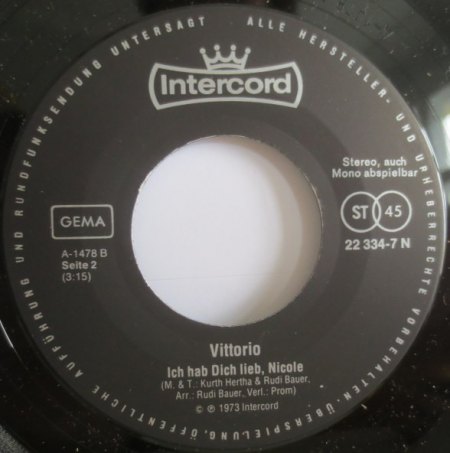 ALLE HERSTELLER- UND URHEBERRECHTE VORBEHALTEN ÜBERSPIELUNG, ÖFFENTLICHE AUFFÜHRUNG UND RUNDFUNKSENDUNG UNTERSAGT
Intercord
Stereo, auch
Mono abspielbar
GEMA
ST 45
22 334-7 N
A-1478 B
Seite 2
(3:15)
Vittorio
Ich hab Dich lieb, Nicole
(M. & T.: Kurth Hertha & Rudi Bauer,
Arr.: Rudi Bauer, Verl.: Prom)
© ℗ 1973 Intercord